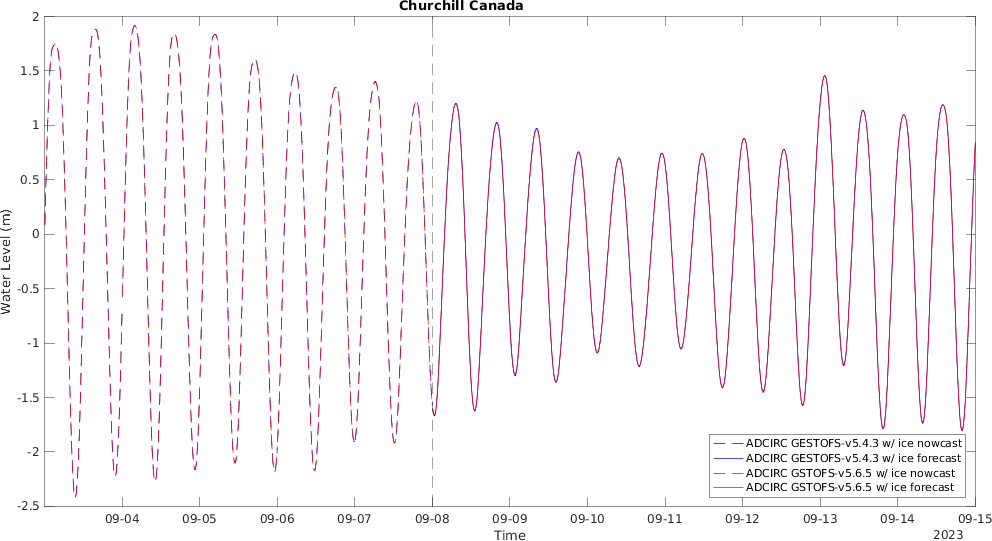 Churchill Canada
2
1.5
1
0.5
0
-0.5
-1
-1.5
-2
-2.5
Water Level (m)
ADCIRC GESTOFS-v5.4.3 w/ ice nowcast
ADCIRC GESTOFS-v5.4.3 w/ ice forecast
ADCIRC GSTOFS-v5.6.5 w/ ice nowcast
ADCIRC GSTOFS-v5.6.5 w/ ice forecast
09-04 09-05 09-06 09-07 09-08 09-09 09-10 09-11 09-12 09-13 09-14 09-15
Time
2023